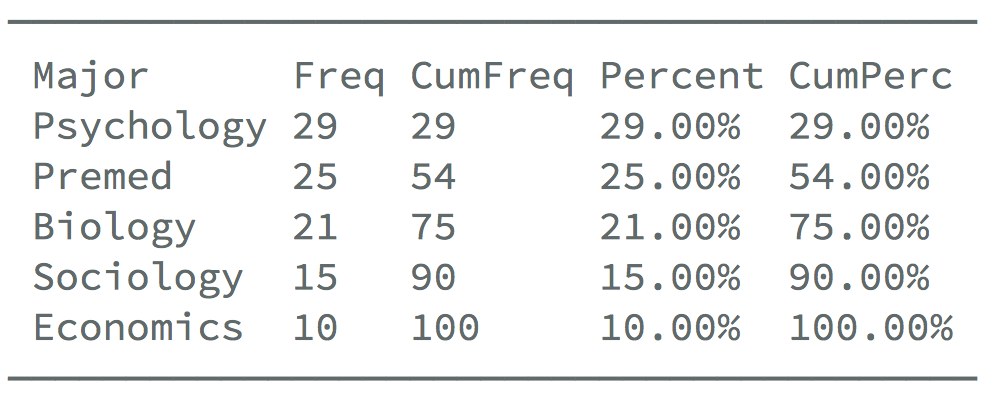 Major Freq CumFreq Percent CumPerc
Psychology 29 29 29.00% 29.00%
Premed 25 54 25.00% 54.00%
Biology 21 75 21.00% 75.00%
Sociology 15 90 15.00% 90.00%
Economics 10 100 10.00% 100.00%